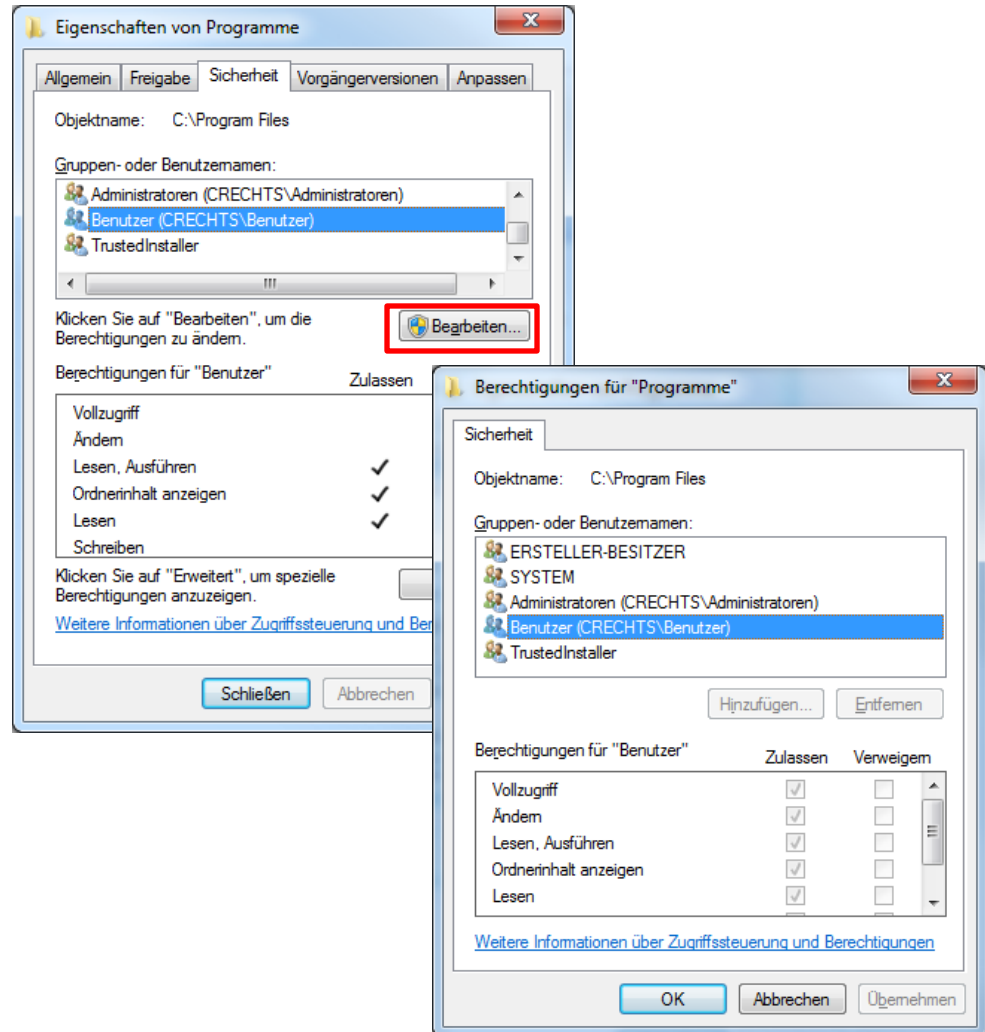 Eigenschaften von Programme
Allgemein Freigabe Sicherheit Vorgängerversionen Anpassen
Objektname: C:\Program Files
Gruppen- oder Benutzernamen:
Administratoren (CRECHTS\Administratoren)
Benutzer (CRECHTS\Benutzer)
TrustedInstaller
Klicken Sie auf "Bearbeiten", um die
Berechtigungen zu ändern.
Bearbeiten...
Berechtigungen für "Benutzer" Zulassen
Vollzugriff
Ändern
Lesen, Ausführen
Ordnerinhalt anzeigen
Lesen
Schreiben
Klicken Sie auf "Erweitert", um spezielle
Berechtigungen anzuzeigen.
Weitere Informationen über Zugriffssteuerung und Ber
Schließen Abbrechen
Berechtigungen für "Programme"
Sicherheit
Objektname: C:\Program Files
Gruppen- oder Benutzernamen:
ERSTELLER-BESITZER
SYSTEM
Administratoren (CRECHTS\Administratoren)
Benutzer (CRECHTS\Benutzer)
TrustedInstaller
Hinzufügen... Entfernen
Berechtigungen für "Benutzer" Zulassen Verweigern
Vollzugriff
Ändern
Lesen, Ausführen
Ordnerinhalt anzeigen
Lesen
Weitere Informationen über Zugriffssteuerung und Berechtigungen
OK Abbrechen Übernehmen